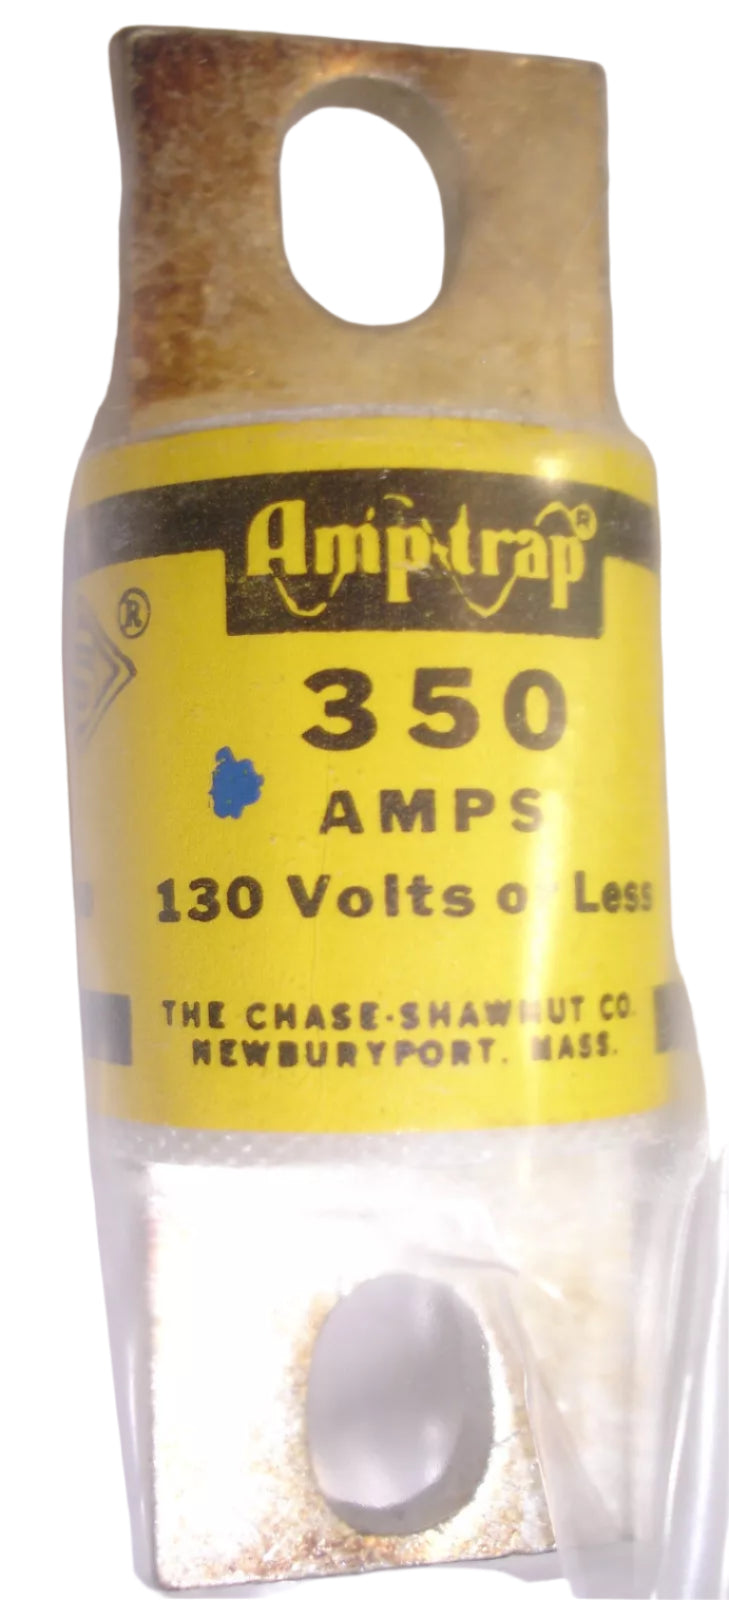 Amp-trap®
®
350
AMPS
130 Volts or Less
THE CHASE-SHAWMUT CO.
NEWBURYPORT, MASS.